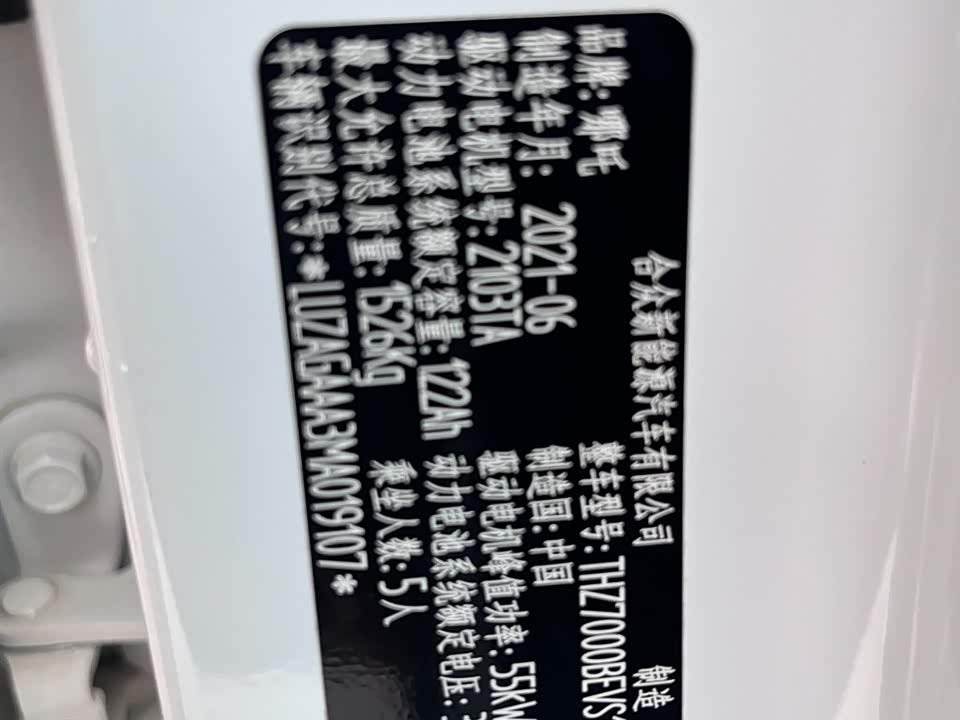 合众新能源汽车有限公司 制造
品牌: 哪吒 整车型号: THZ7000BEVS
制造年月: 2021-06 制造国: 中国
驱动电机型号: 2103TA 驱动电机峰值功率: 55kW
动力电池系统额定容量: 122Ah 动力电池系统额定电压:
最大允许总质量: 1526Kg 乘坐人数: 5人
车辆识别代号: *LUZAGAAA3MA019107*